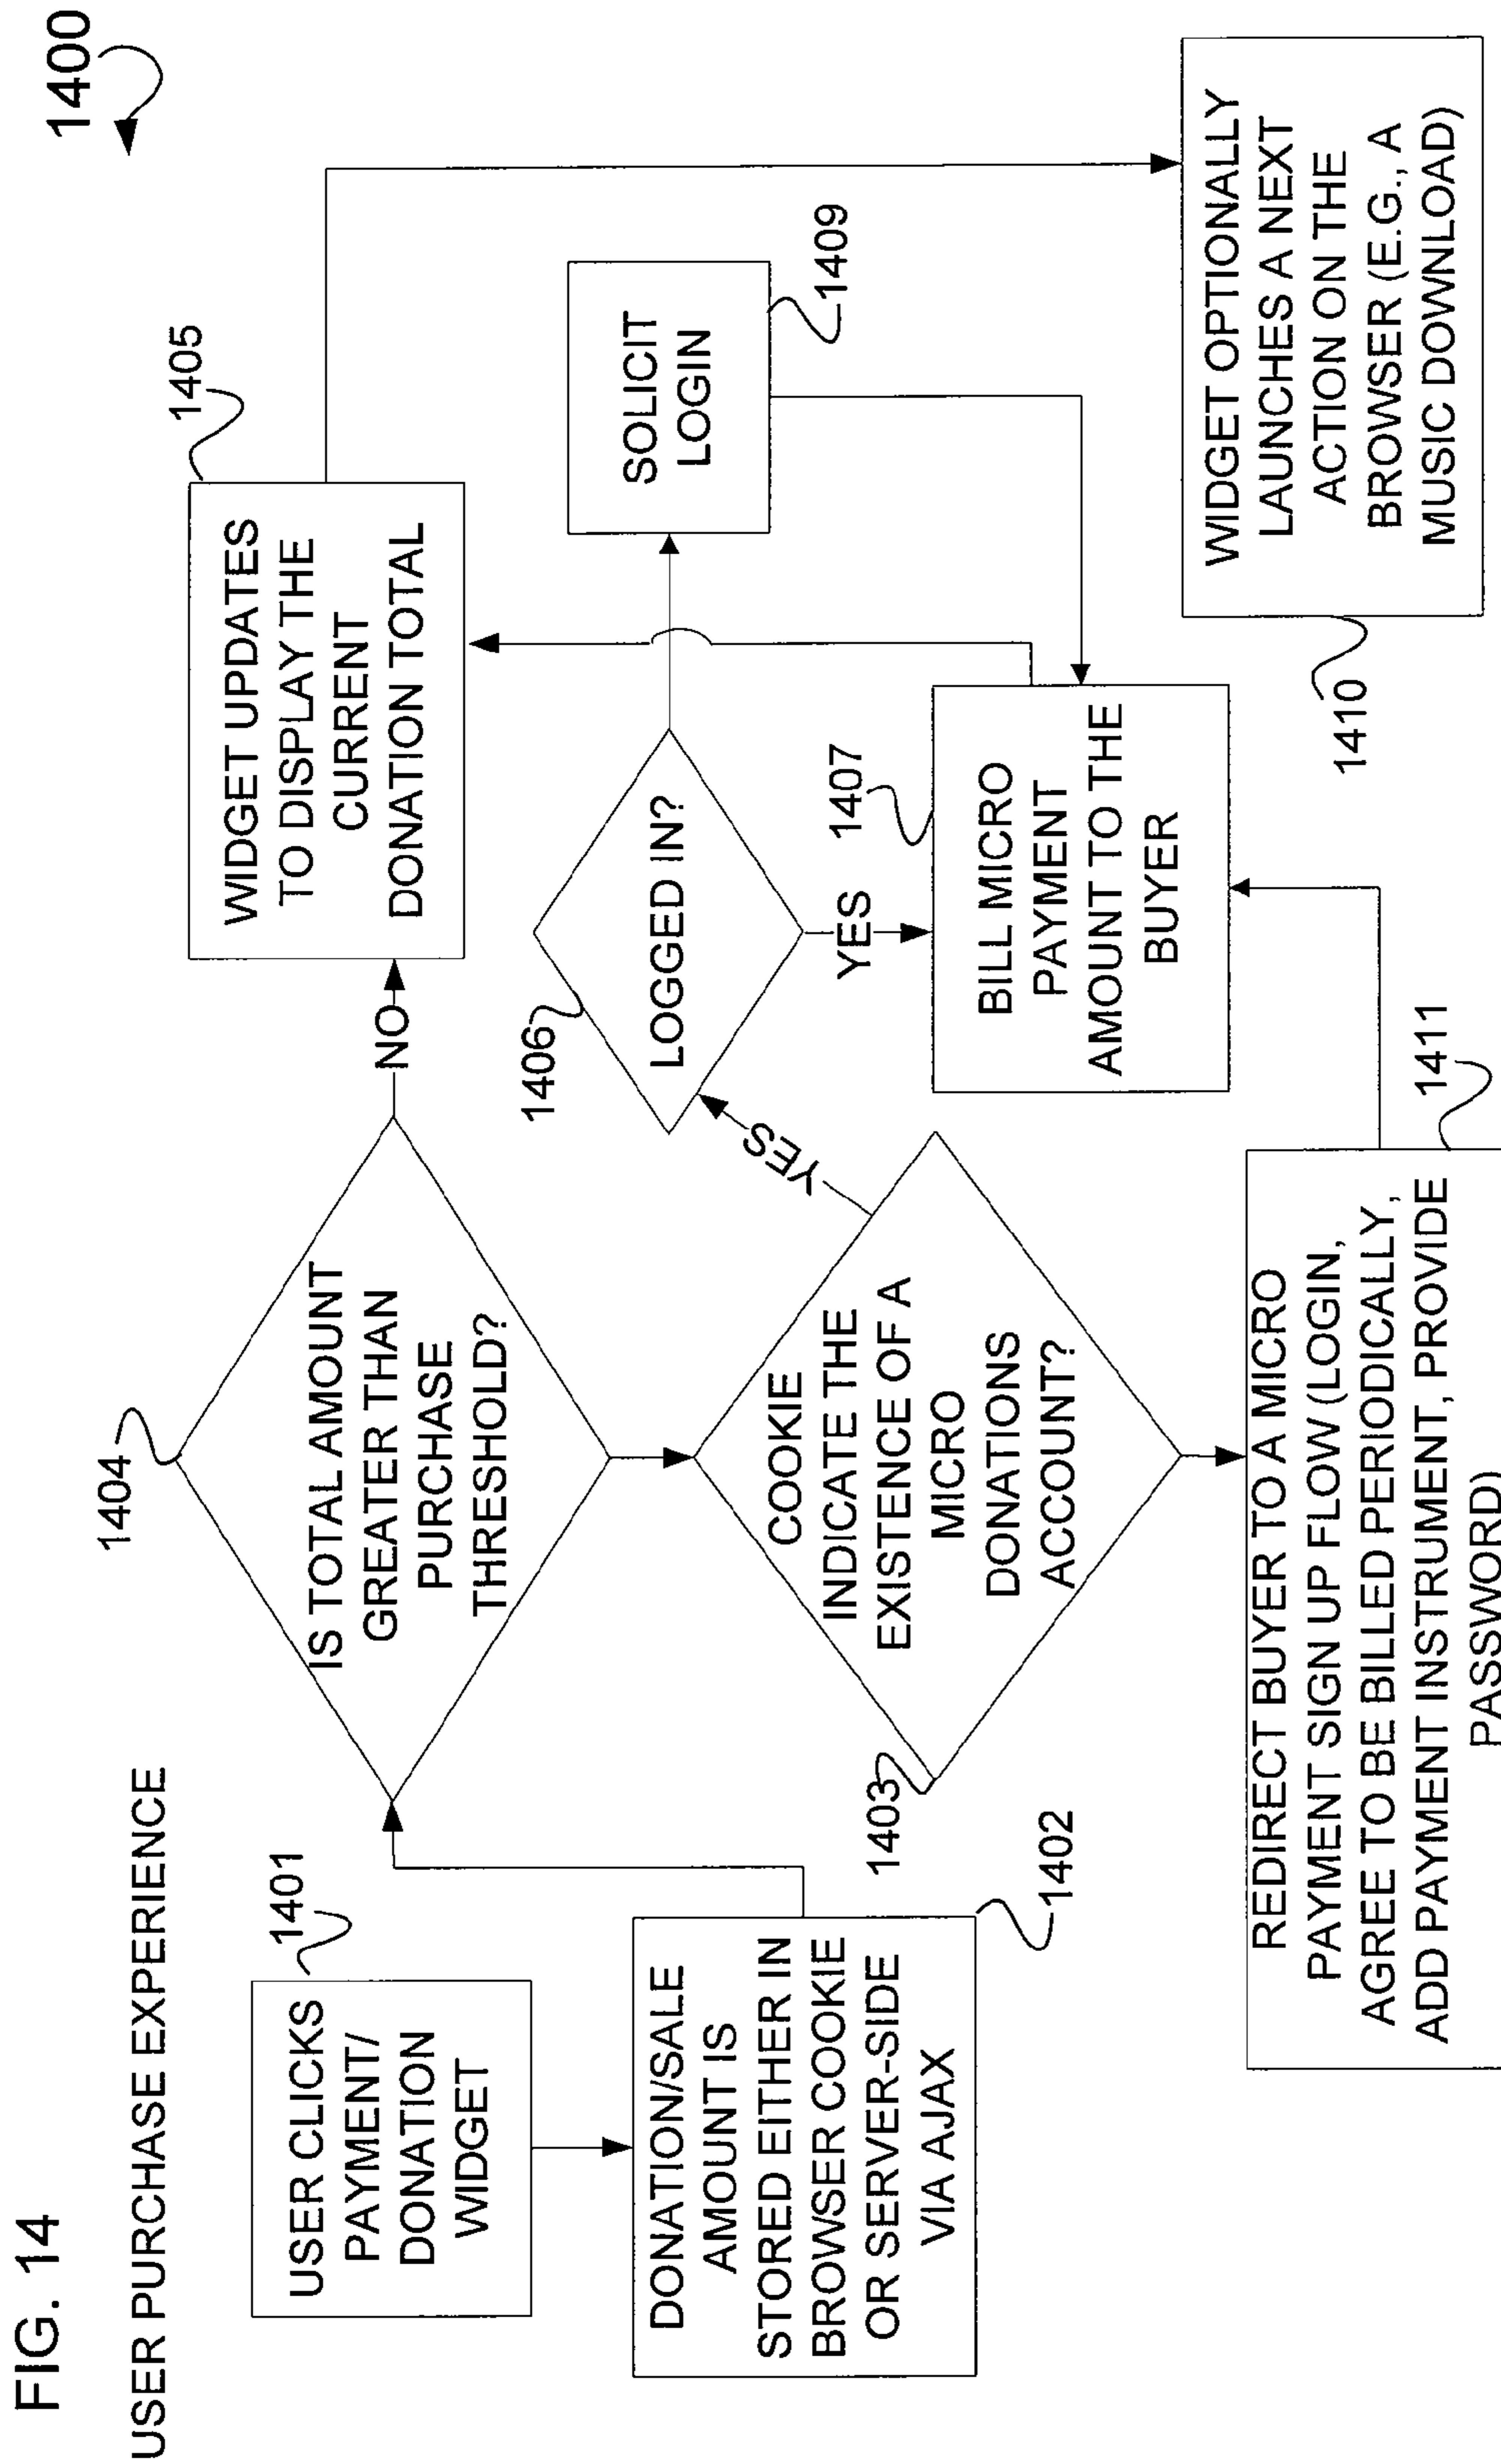 FIG. 14
1400
USER PURCHASE EXPERIENCE
1401
USER CLICKS
PAYMENT/
DONATION
WIDGET
1402
DONATION/SALE
AMOUNT IS
STORED EITHER IN
BROWSER COOKIE
OR SERVER-SIDE
VIA AJAX
1404
IS TOTAL AMOUNT
GREATER THAN
PURCHASE
THRESHOLD?
NO
1405
WIDGET UPDATES
TO DISPLAY THE
CURRENT
DONATION TOTAL
1403
COOKIE
INDICATE THE
EXISTENCE OF A
MICRO
DONATIONS
ACCOUNT?
YES
1406
LOGGED IN?
YES
SOLICIT
LOGIN
1409
1407
BILL MICRO
PAYMENT
AMOUNT TO THE
BUYER
1411
REDIRECT BUYER TO A MICRO
PAYMENT SIGN UP FLOW (LOGIN,
AGREE TO BE BILLED PERIODICALLY,
ADD PAYMENT INSTRUMENT, PROVIDE
PASSWORD)
1410
WIDGET OPTIONALLY
LAUNCHES A NEXT
ACTION ON THE
BROWSER (E.G., A
MUSIC DOWNLOAD)